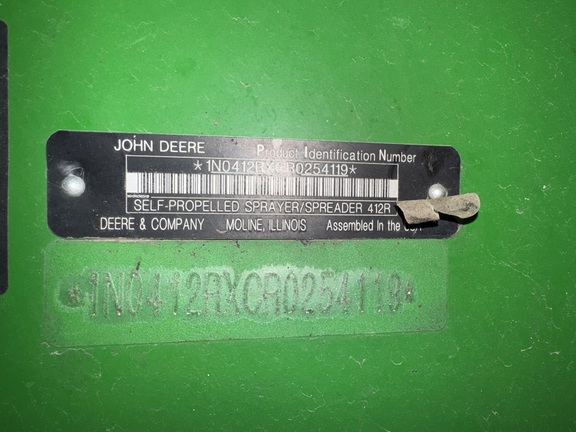 JOHN DEERE
Product Identification Number
*1N0412RXCR0254119*
SELF-PROPELLED SPRAYER/SPREADER 412R
DEERE & COMPANY MOLINE, ILLINOIS Assembled in the USA
*1N0412RXCR0254119*